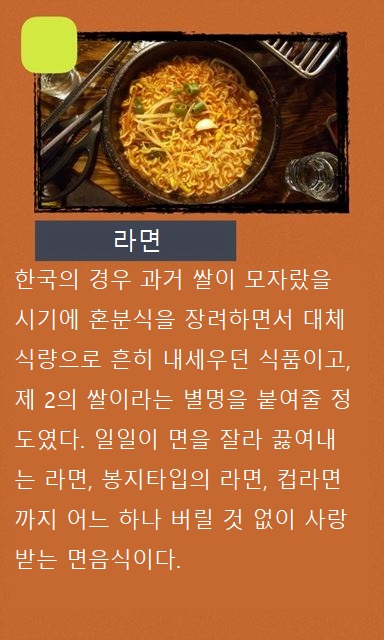 라면
한국의 경우 과거 쌀이 모자랐을
시기에 혼분식을 장려하면서 대체
식량으로 흔히 내세우던 식품이고,
제 2의 쌀이라는 별명을 붙여줄 정
도였다. 일일이 면을 잘라 끓여내
는 라면, 봉지타입의 라면, 컵라면
까지 어느 하나 버릴 것 없이 사랑
받는 면음식이다.